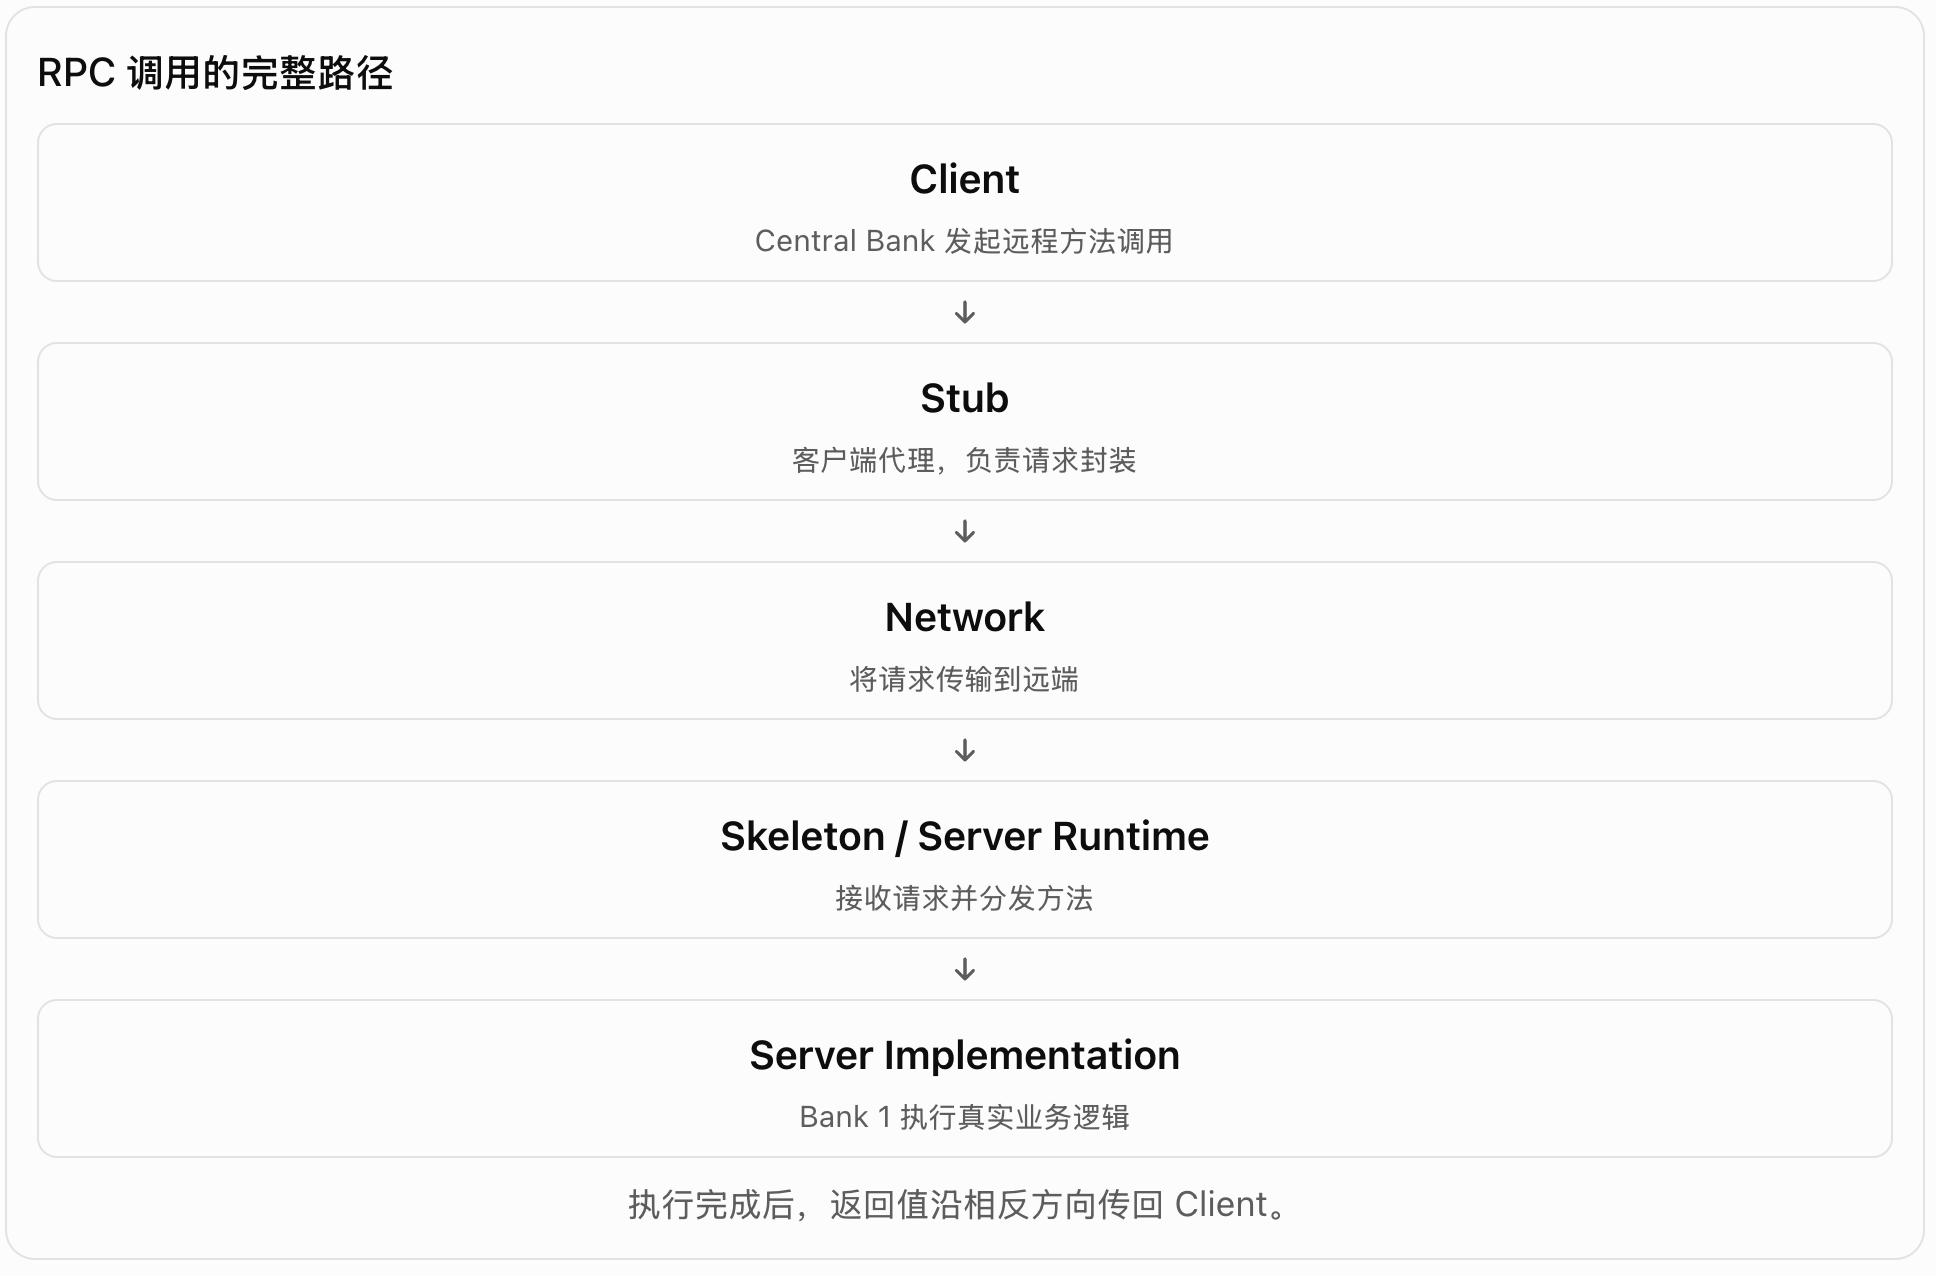 RPC 调用的完整路径
Client
Central Bank 发起远程方法调用
↓
Stub
客户端代理，负责请求封装
↓
Network
将请求传输到远端
↓
Skeleton / Server Runtime
接收请求并分发方法
↓
Server Implementation
Bank 1 执行真实业务逻辑
执行完成后，返回值沿相反方向传回 Client。